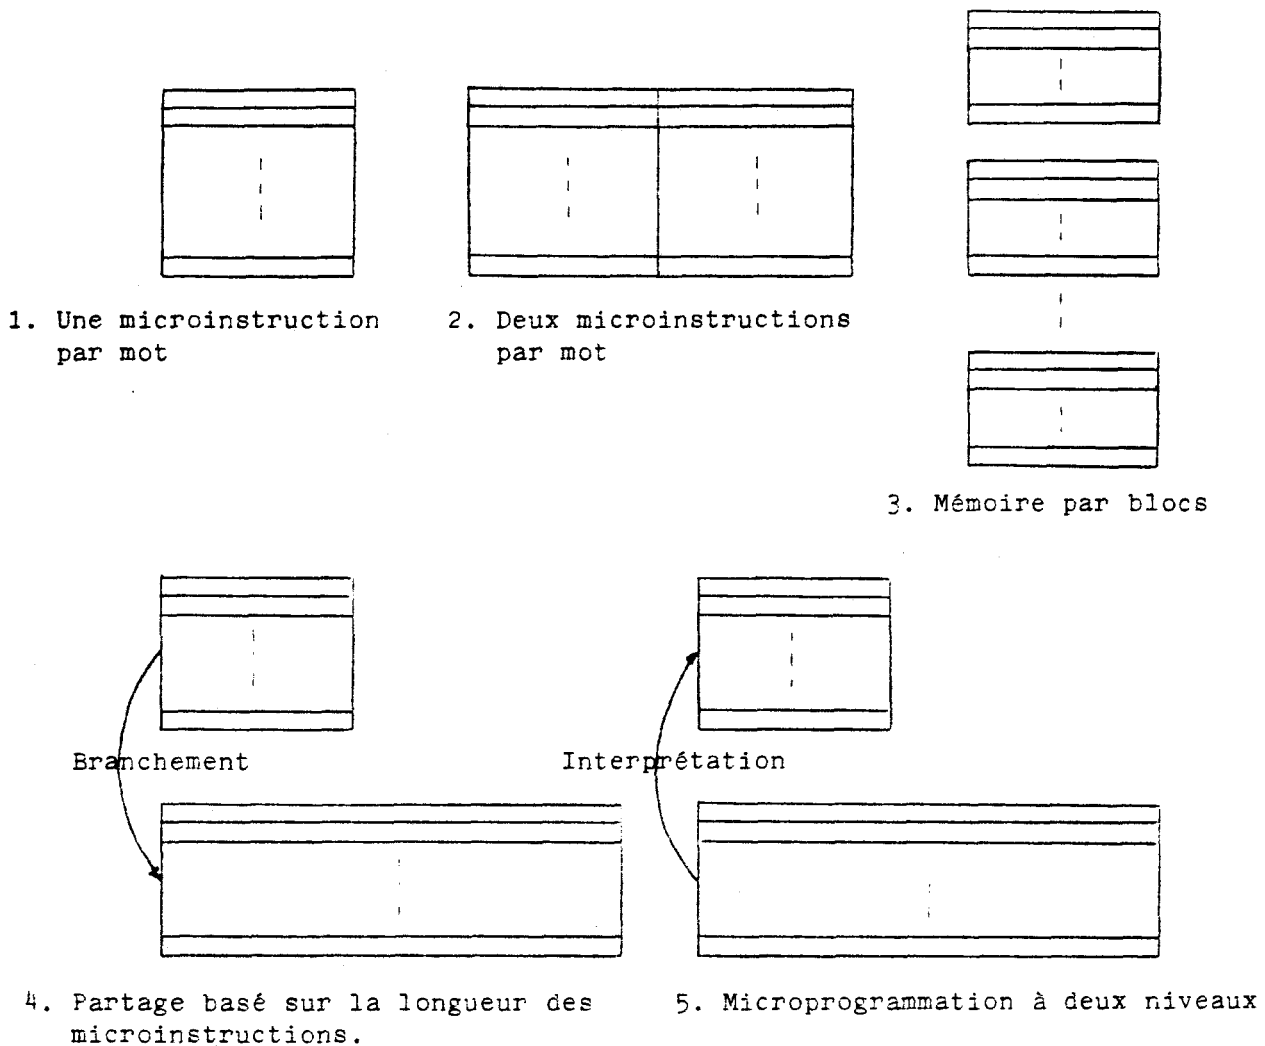 1. Une microinstruction
par mot
2. Deux microinstructions
par mot
3. Mémoire par blocs
Branchement
Interprétation
4. Partage basé sur la longueur des
microinstructions.
5. Microprogrammation à deux niveaux